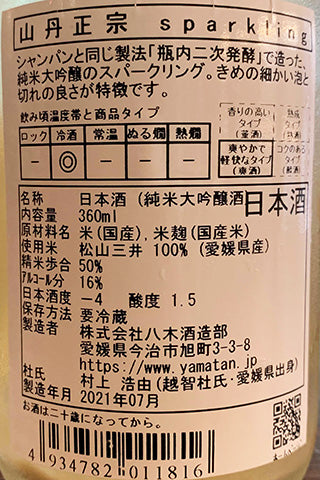 山丹正宗 sparkling
シャンパンと同じ製法「瓶内二次発酵」で造った、
純米大吟醸のスパークリング。きめの細かい泡と
切れの良さが特徴です。
飲み頃温度帯と商品タイプ
ロック 冷酒 常温 ぬる燗 熱燗
－ ◎ － － －
香りの高い
タイプ
(薫酒)
熟成
タイプ
爽やかで
軽快なタイプ
(爽酒)
コクのある
タイプ
名称 日本酒 (純米大吟醸酒
日本酒
内容量 360ml
原材料名 米(国産),米麹(国産米)
使用米 松山三井 100% (愛媛県産)
精米歩合 50%
アルコール分 16%
日本酒度 -4 酸度 1.5
保存方法 要冷蔵
製造者 株式会社八木酒造部
愛媛県今治市旭町3-3-8
https://www.yamatan.jp
杜氏 村上 浩由(越智杜氏・愛媛県出身)
製造年月 2021年07月
お酒は二十歳になってから。
4 934782 011816